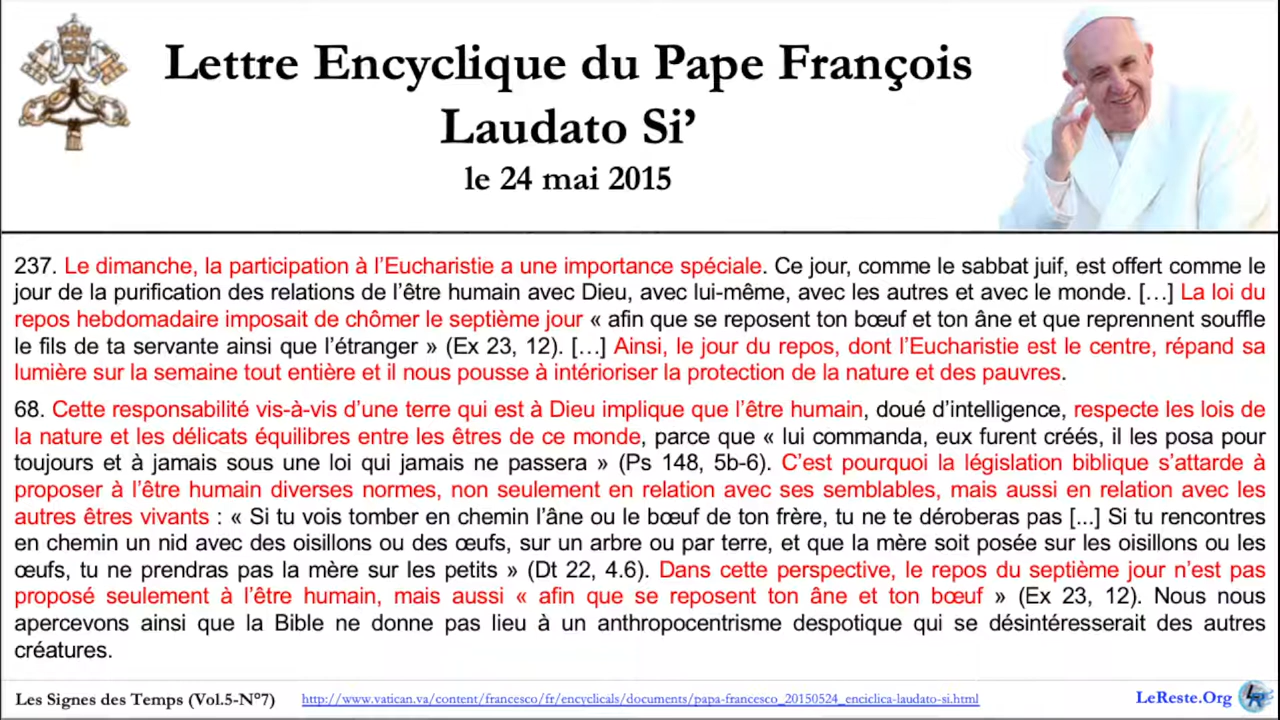 Lettre Encyclique du Pape François
Laudato Si’
le 24 mai 2015
237. Le dimanche, la participation à l’Eucharistie a une importance spéciale. Ce jour, comme le sabbat juif, est offert comme le
jour de la purification des relations de l’être humain avec Dieu, avec lui-même, avec les autres et avec le monde. […] La loi du
repos hebdomadaire imposait de chômer le septième jour « afin que se reposent ton bœuf et ton âne et que reprennent souffle
le fils de ta servante ainsi que l’étranger » (Ex 23, 12). […] Ainsi, le jour du repos, dont l’Eucharistie est le centre, répand sa
lumière sur la semaine tout entière et il nous pousse à intérioriser la protection de la nature et des pauvres.
68. Cette responsabilité vis-à-vis d’une terre qui est à Dieu implique que l’être humain, doué d’intelligence, respecte les lois de
la nature et les délicats équilibres entre les êtres de ce monde, parce que « lui commanda, eux furent créés, il les posa pour
toujours et à jamais sous une loi qui jamais ne passera » (Ps 148, 5b-6). C’est pourquoi la législation biblique s’attarde à
proposer à l’être humain diverses normes, non seulement en relation avec ses semblables, mais aussi en relation avec les
autres êtres vivants : « Si tu vois tomber en chemin l’âne ou le bœuf de ton frère, tu ne te déroberas pas [...] Si tu rencontres
en chemin un nid avec des oisillons ou des œufs, sur un arbre ou par terre, et que la mère soit posée sur les oisillons ou les
œufs, tu ne prendras pas la mère sur les petits » (Dt 22, 4.6). Dans cette perspective, le repos du septième jour n’est pas
proposé seulement à l’être humain, mais aussi « afin que se reposent ton âne et ton bœuf » (Ex 23, 12). Nous nous
apercevons ainsi que la Bible ne donne pas lieu à un anthropocentrisme despotique qui se désintéresserait des autres
créatures.
Les Signes des Temps (Vol.5-N°7) http://www.vatican.va/content/francesco/fr/encyclicals/documents/papa-francesco_20150524_enciclica-laudato-si.html LeReste.Org